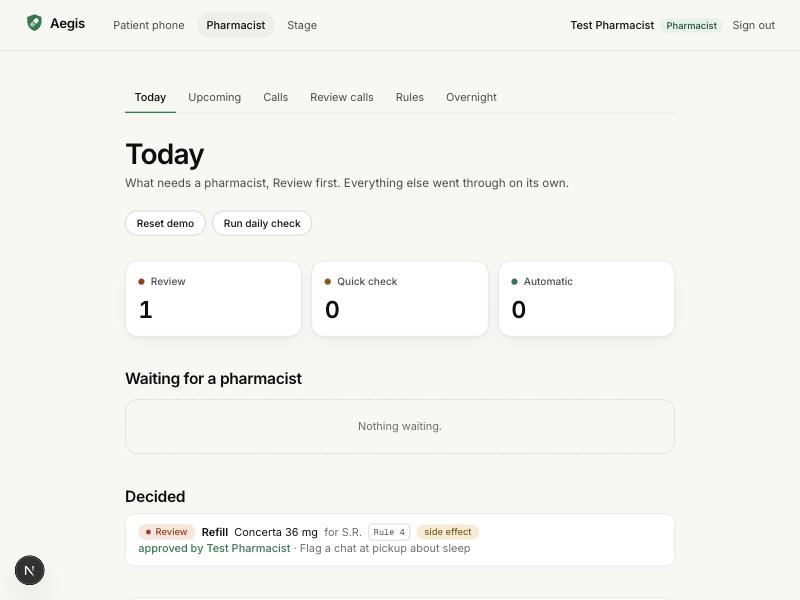 Aegis
Patient phone Pharmacist Stage
Test Pharmacist Pharmacist Sign out
Today Upcoming Calls Review calls Rules Overnight
Today
What needs a pharmacist, Review first. Everything else went through on its own.
Reset demo Run daily check
Review Quick check Automatic
1 0 0
Waiting for a pharmacist
Nothing waiting.
Decided
Review Refill Concerta 36 mg for S.R. Rule 4 side effect
approved by Test Pharmacist · Flag a chat at pickup about sleep
N